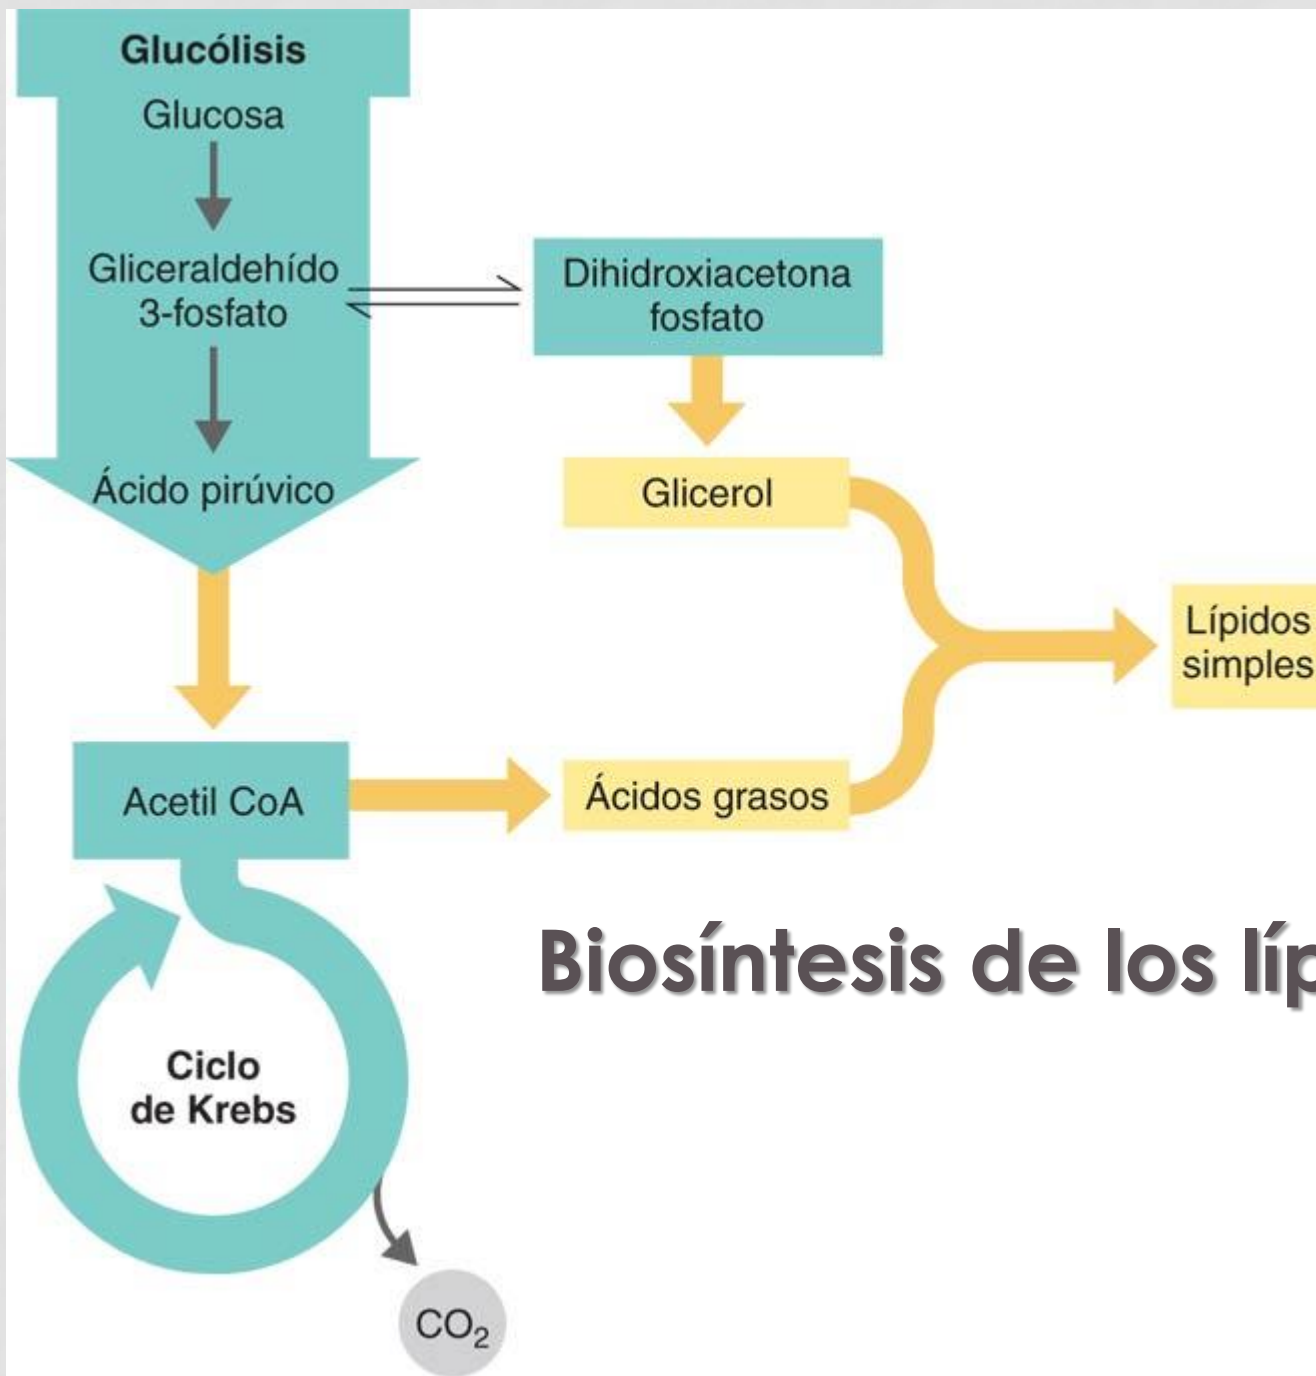 Glucólisis
Glucosa
Gliceraldehído
3-fosfato
Dihidroxiacetona
fosfato
Ácido pirúvico
Glicerol
Lípidos
simples
Acetil CoA
Ácidos grasos
Biosíntesis de los líp
Ciclo
de Krebs
CO₂